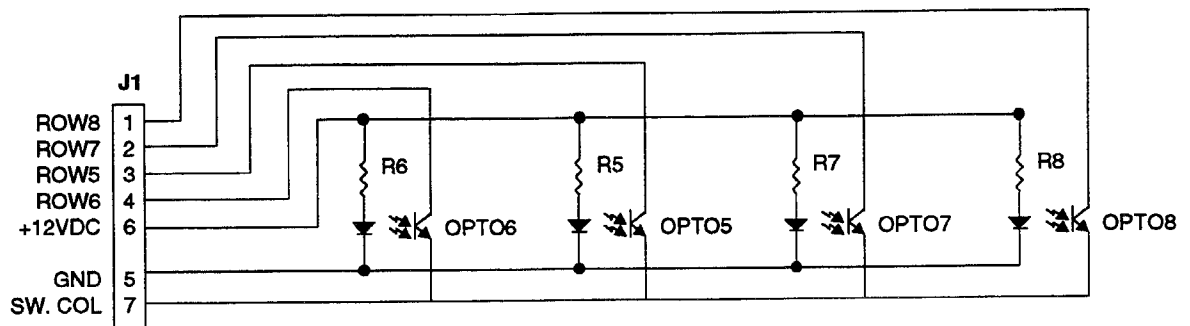 J1
ROW8 1
ROW7 2
ROW5 3
ROW6 4
+12VDC 6
GND 5
SW. COL 7
R6
R5
R7
R8
OPTO6
OPTO5
OPTO7
OPTO8